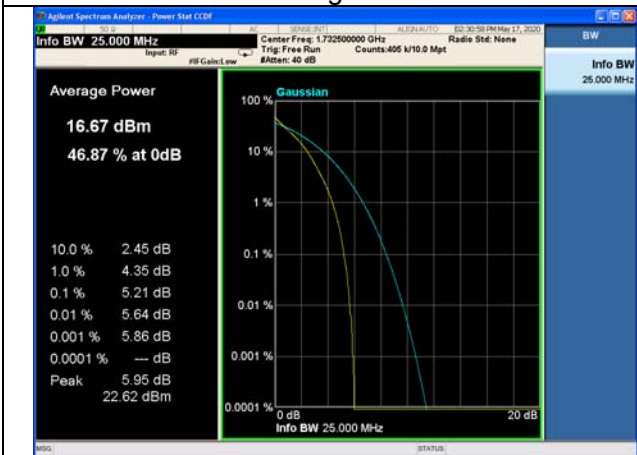 Agilent Spectrum Analyzer - Power Stat CCDF
50 Ω AC SENSE:INT ALIGN AUTO 02:30:58 PM May 17, 2020
Info BW 25.000 MHz
Center Freq: 1.732500000 GHz Radio Std: None
Input: RF Trig: Free Run Counts:405 k/10.0 Mpt
#IFGain:Low #Atten: 40 dB
BW
Info BW
25.000 MHz
Average Power
16.67 dBm
46.87 % at 0dB
10.0 % 2.45 dB
1.0 % 4.35 dB
0.1 % 5.21 dB
0.01 % 5.64 dB
0.001 % 5.86 dB
0.0001 % --- dB
Peak 5.95 dB
22.62 dBm
Gaussian
100 %
10 %
1 %
0.1 %
0.01 %
0.001 %
0.0001 %
0 dB 20 dB
Info BW 25.000 MHz
MSG STATUS